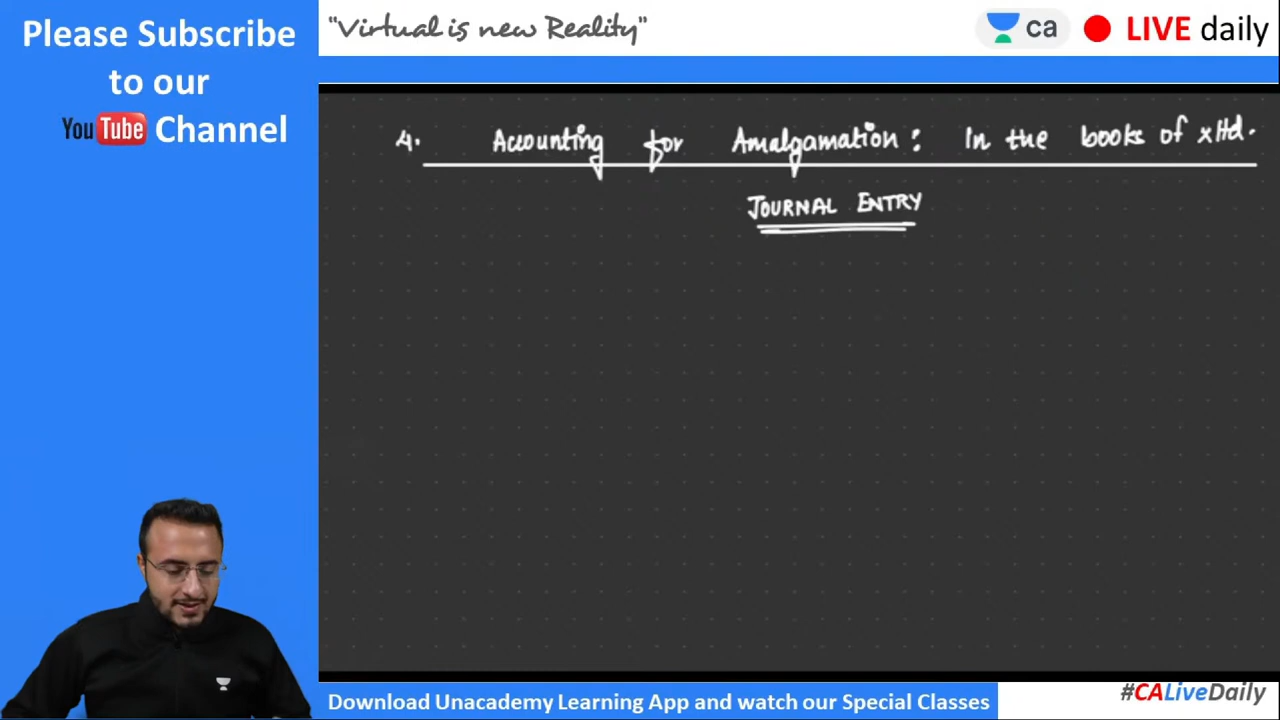 Please Subscribe
to our
YouTube Channel
"Virtual is new Reality"
ca
LIVE daily
4. Accounting for Amalgamation: In the books of x Ltd.
JOURNAL ENTRY
Download Unacademy Learning App and watch our Special Classes
#CALiveDaily